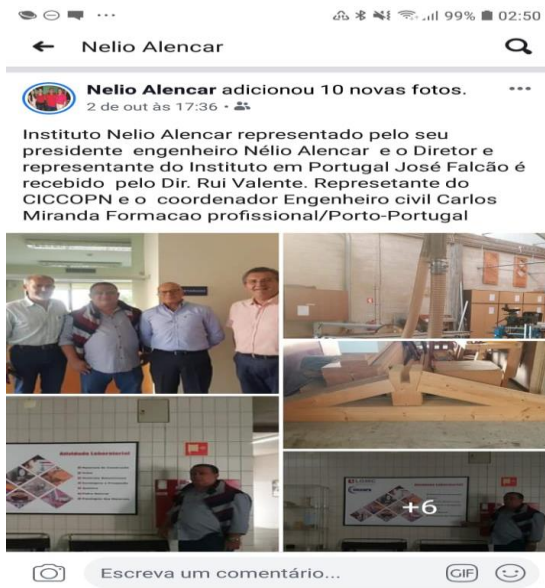 99% 02:50
Nelio Alencar
Nelio Alencar adicionou 10 novas fotos.
2 de out às 17:36
Instituto Nelio Alencar representado pelo seu
presidente engenheiro Nélio Alencar e o Diretor e
representante do Instituto em Portugal José Falcão é
recebido pelo Dir. Rui Valente. Represetante do
CICCOPN e o coordenador Engenheiro civil Carlos
Miranda Formacao profissional/Porto-Portugal
Atividade Laboratorial
+6
Escreva um comentário...
GIF